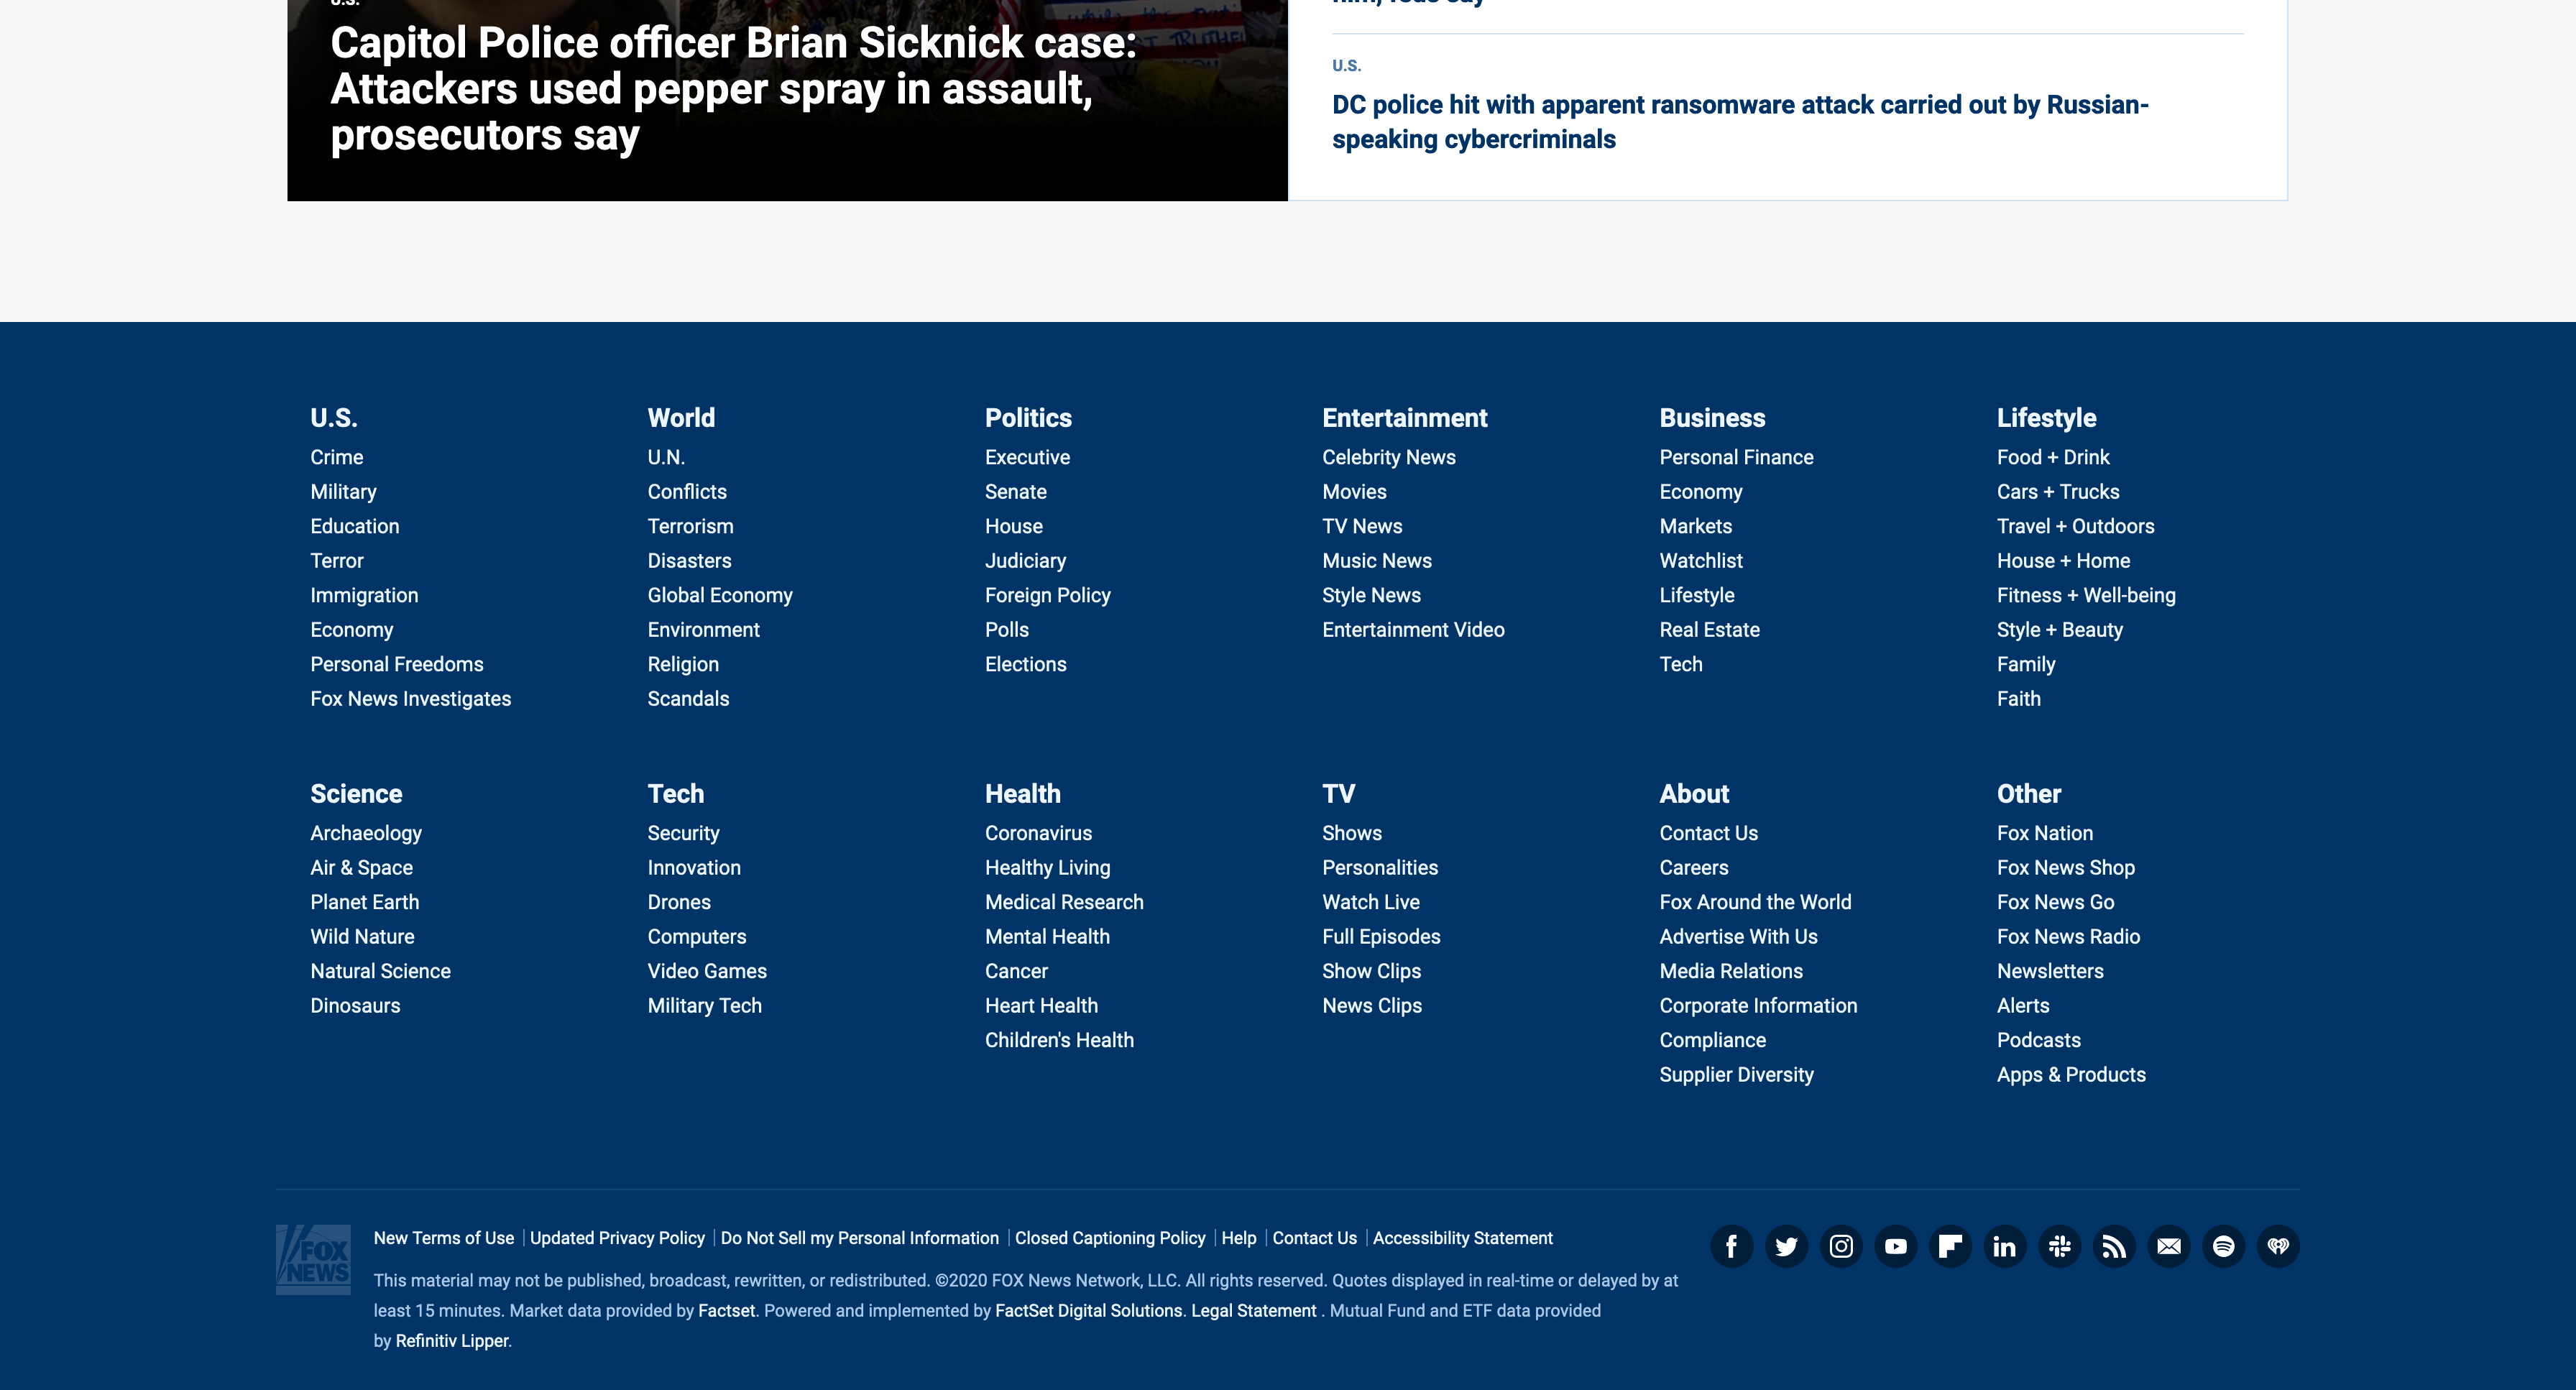 U.S.
Capitol Police officer Brian Sicknick case:
Attackers used pepper spray in assault,
prosecutors say
U.S.
DC police hit with apparent ransomware attack carried out by Russian-
speaking cybercriminals
U.S.
Crime
Military
Education
Terror
Immigration
Economy
Personal Freedoms
Fox News Investigates
World
U.N.
Conflicts
Terrorism
Disasters
Global Economy
Environment
Religion
Scandals
Politics
Executive
Senate
House
Judiciary
Foreign Policy
Polls
Elections
Entertainment
Celebrity News
Movies
TV News
Music News
Style News
Entertainment Video
Business
Personal Finance
Economy
Markets
Watchlist
Lifestyle
Real Estate
Tech
Lifestyle
Food + Drink
Cars + Trucks
Travel + Outdoors
House + Home
Fitness + Well-being
Style + Beauty
Family
Faith
Science
Archaeology
Air & Space
Planet Earth
Wild Nature
Natural Science
Dinosaurs
Tech
Security
Innovation
Drones
Computers
Video Games
Military Tech
Health
Coronavirus
Healthy Living
Medical Research
Mental Health
Cancer
Heart Health
Children's Health
TV
Shows
Personalities
Watch Live
Full Episodes
Show Clips
News Clips
About
Contact Us
Careers
Fox Around the World
Advertise With Us
Media Relations
Corporate Information
Compliance
Supplier Diversity
Other
Fox Nation
Fox News Shop
Fox News Go
Fox News Radio
Newsletters
Alerts
Podcasts
Apps & Products
FOX
NEWS
New Terms of Use | Updated Privacy Policy | Do Not Sell my Personal Information | Closed Captioning Policy | Help | Contact Us | Accessibility Statement
This material may not be published, broadcast, rewritten, or redistributed. ©2020 FOX News Network, LLC. All rights reserved. Quotes displayed in real-time or delayed by at
least 15 minutes. Market data provided by Factset. Powered and implemented by FactSet Digital Solutions. Legal Statement . Mutual Fund and ETF data provided
by Refinitiv Lipper.